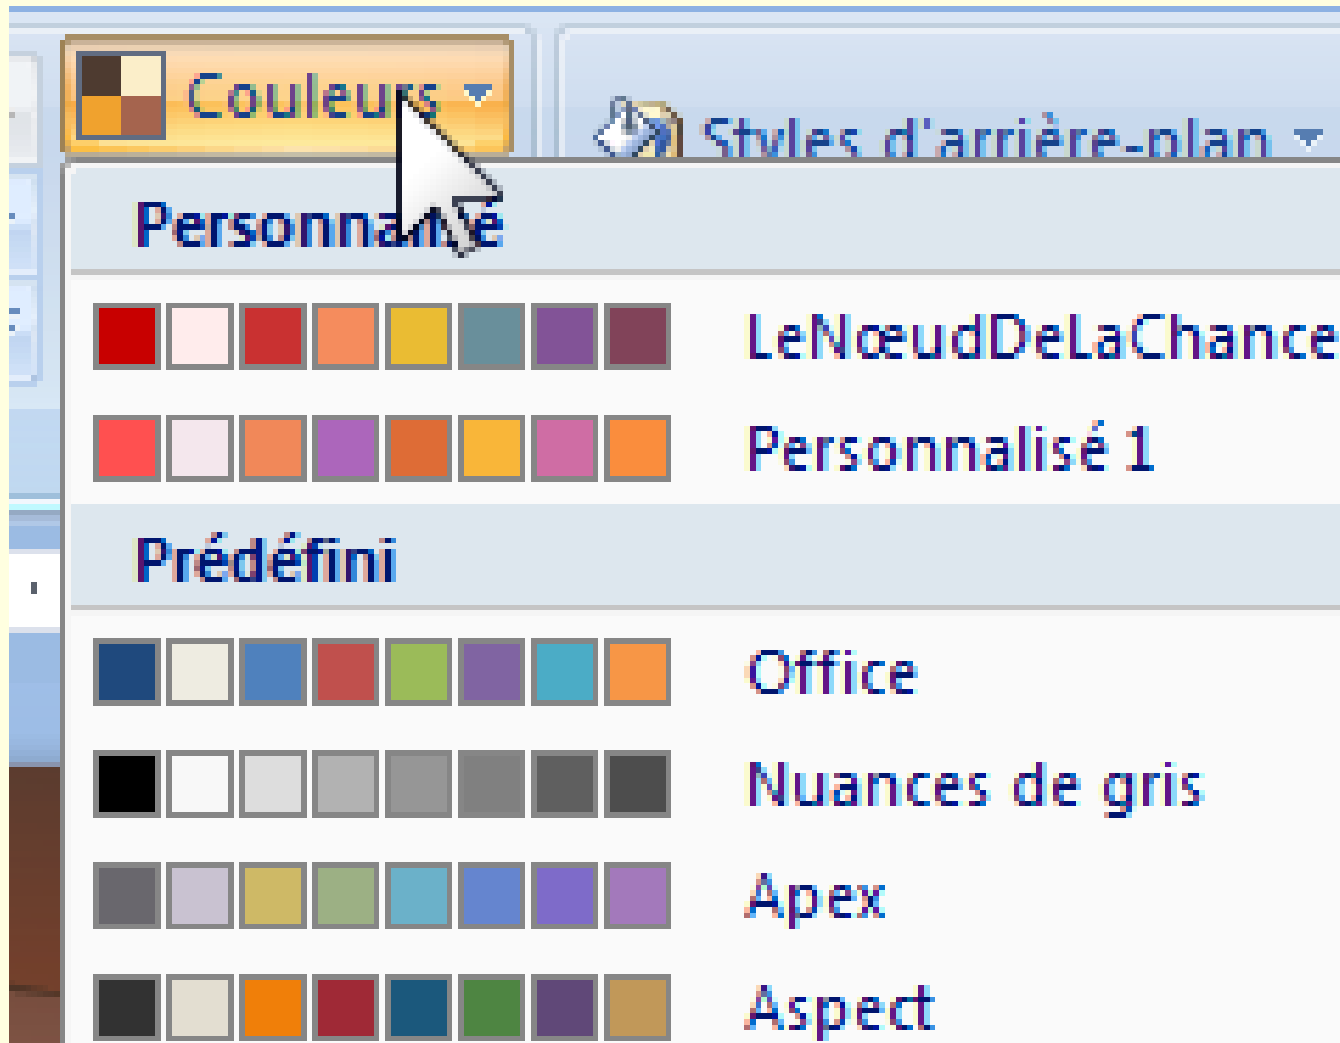 Couleurs
Styles d'arrière-plan
Personnalisé
LeNœudDeLaChance
Personnalisé 1
Prédéfini
Office
Nuances de gris
Apex
Aspect